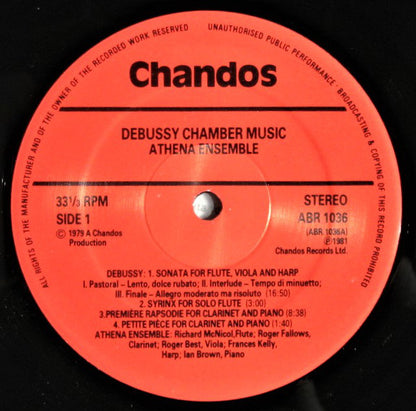 ALL RIGHTS OF THE MANUFACTURER AND OF THE OWNER OF THE RECORDED WORK RESERVED
UNAUTHORISED PUBLIC PERFORMANCE, BROADCASTING & COPYING OF THIS RECORD PROHIBITED
Chandos
DEBUSSY CHAMBER MUSIC
ATHENA ENSEMBLE
33⅓ RPM
SIDE 1
© 1979 A Chandos
Production
STEREO
ABR 1036
(ABR 1036A)
℗ 1981
Chandos Records Ltd.
DEBUSSY: 1. SONATA FOR FLUTE, VIOLA AND HARP
I. Pastoral – Lento, dolce rubato; II. Interlude – Tempo di minuetto;
III. Finale – Allegro moderato ma risoluto (16:50)
2. SYRINX FOR SOLO FLUTE (3:00)
3. PREMIÈRE RAPSODIE FOR CLARINET AND PIANO (8:38)
4. PETITE PIÈCE FOR CLARINET AND PIANO (1:40)
ATHENA ENSEMBLE: Richard McNicol, Flute; Roger Fallows,
Clarinet; Roger Best, Viola; Frances Kelly,
Harp; Ian Brown, Piano